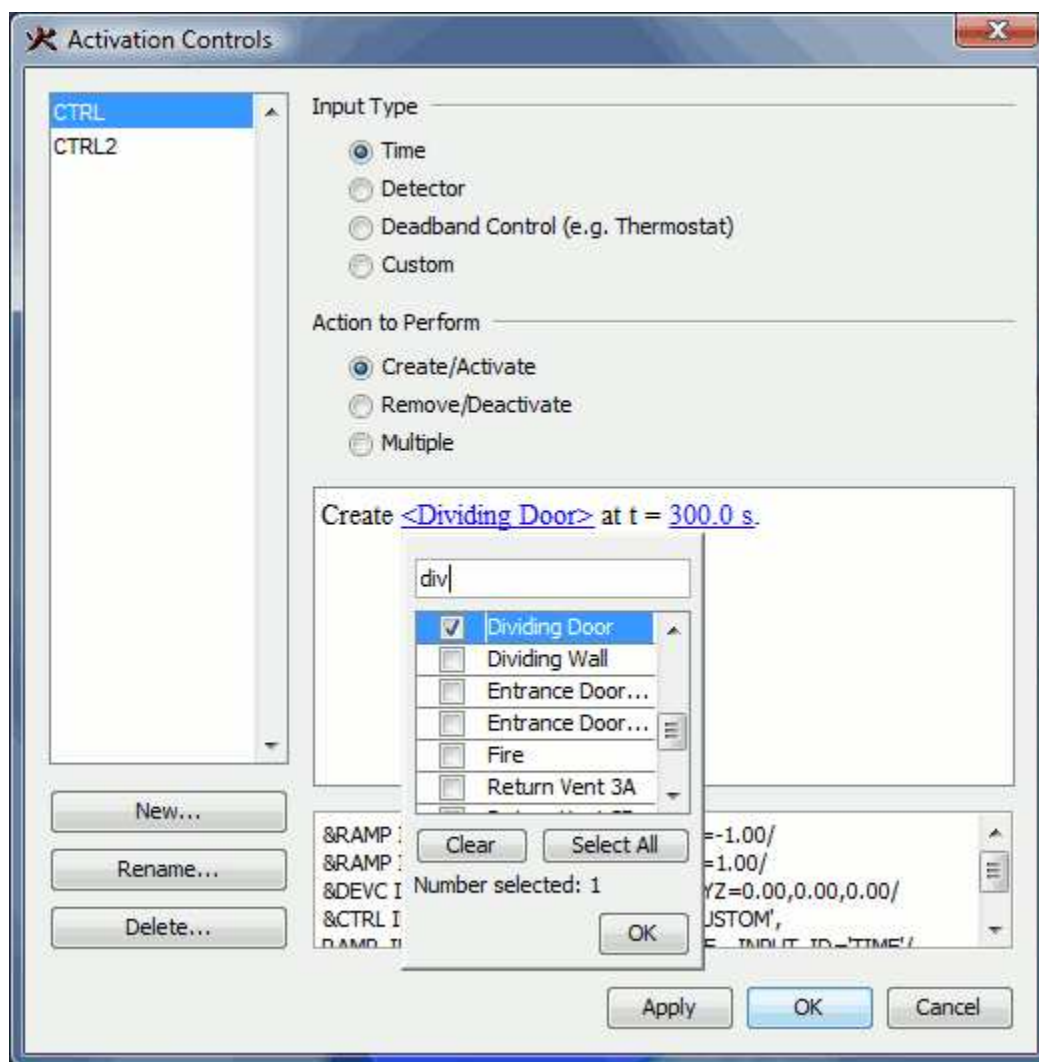 Activation Controls
CTRL
CTRL2
Input Type
Time
Detector
Deadband Control (e.g. Thermostat)
Custom
Action to Perform
Create/Activate
Remove/Deactivate
Multiple
Create <Dividing Door> at t = 300.0 s.
div
Dividing Door
Dividing Wall
Entrance Door...
Entrance Door...
Fire
Return Vent 3A
Clear
Select All
Number selected: 1
OK
New...
Rename...
Delete...
&RAMP I =-1.00/
&RAMP I =1.00/
&DEVC I YZ=0.00,0.00,0.00/
&CTRL I USTOM',
INPUT_ID='TIME'/
Apply
OK
Cancel